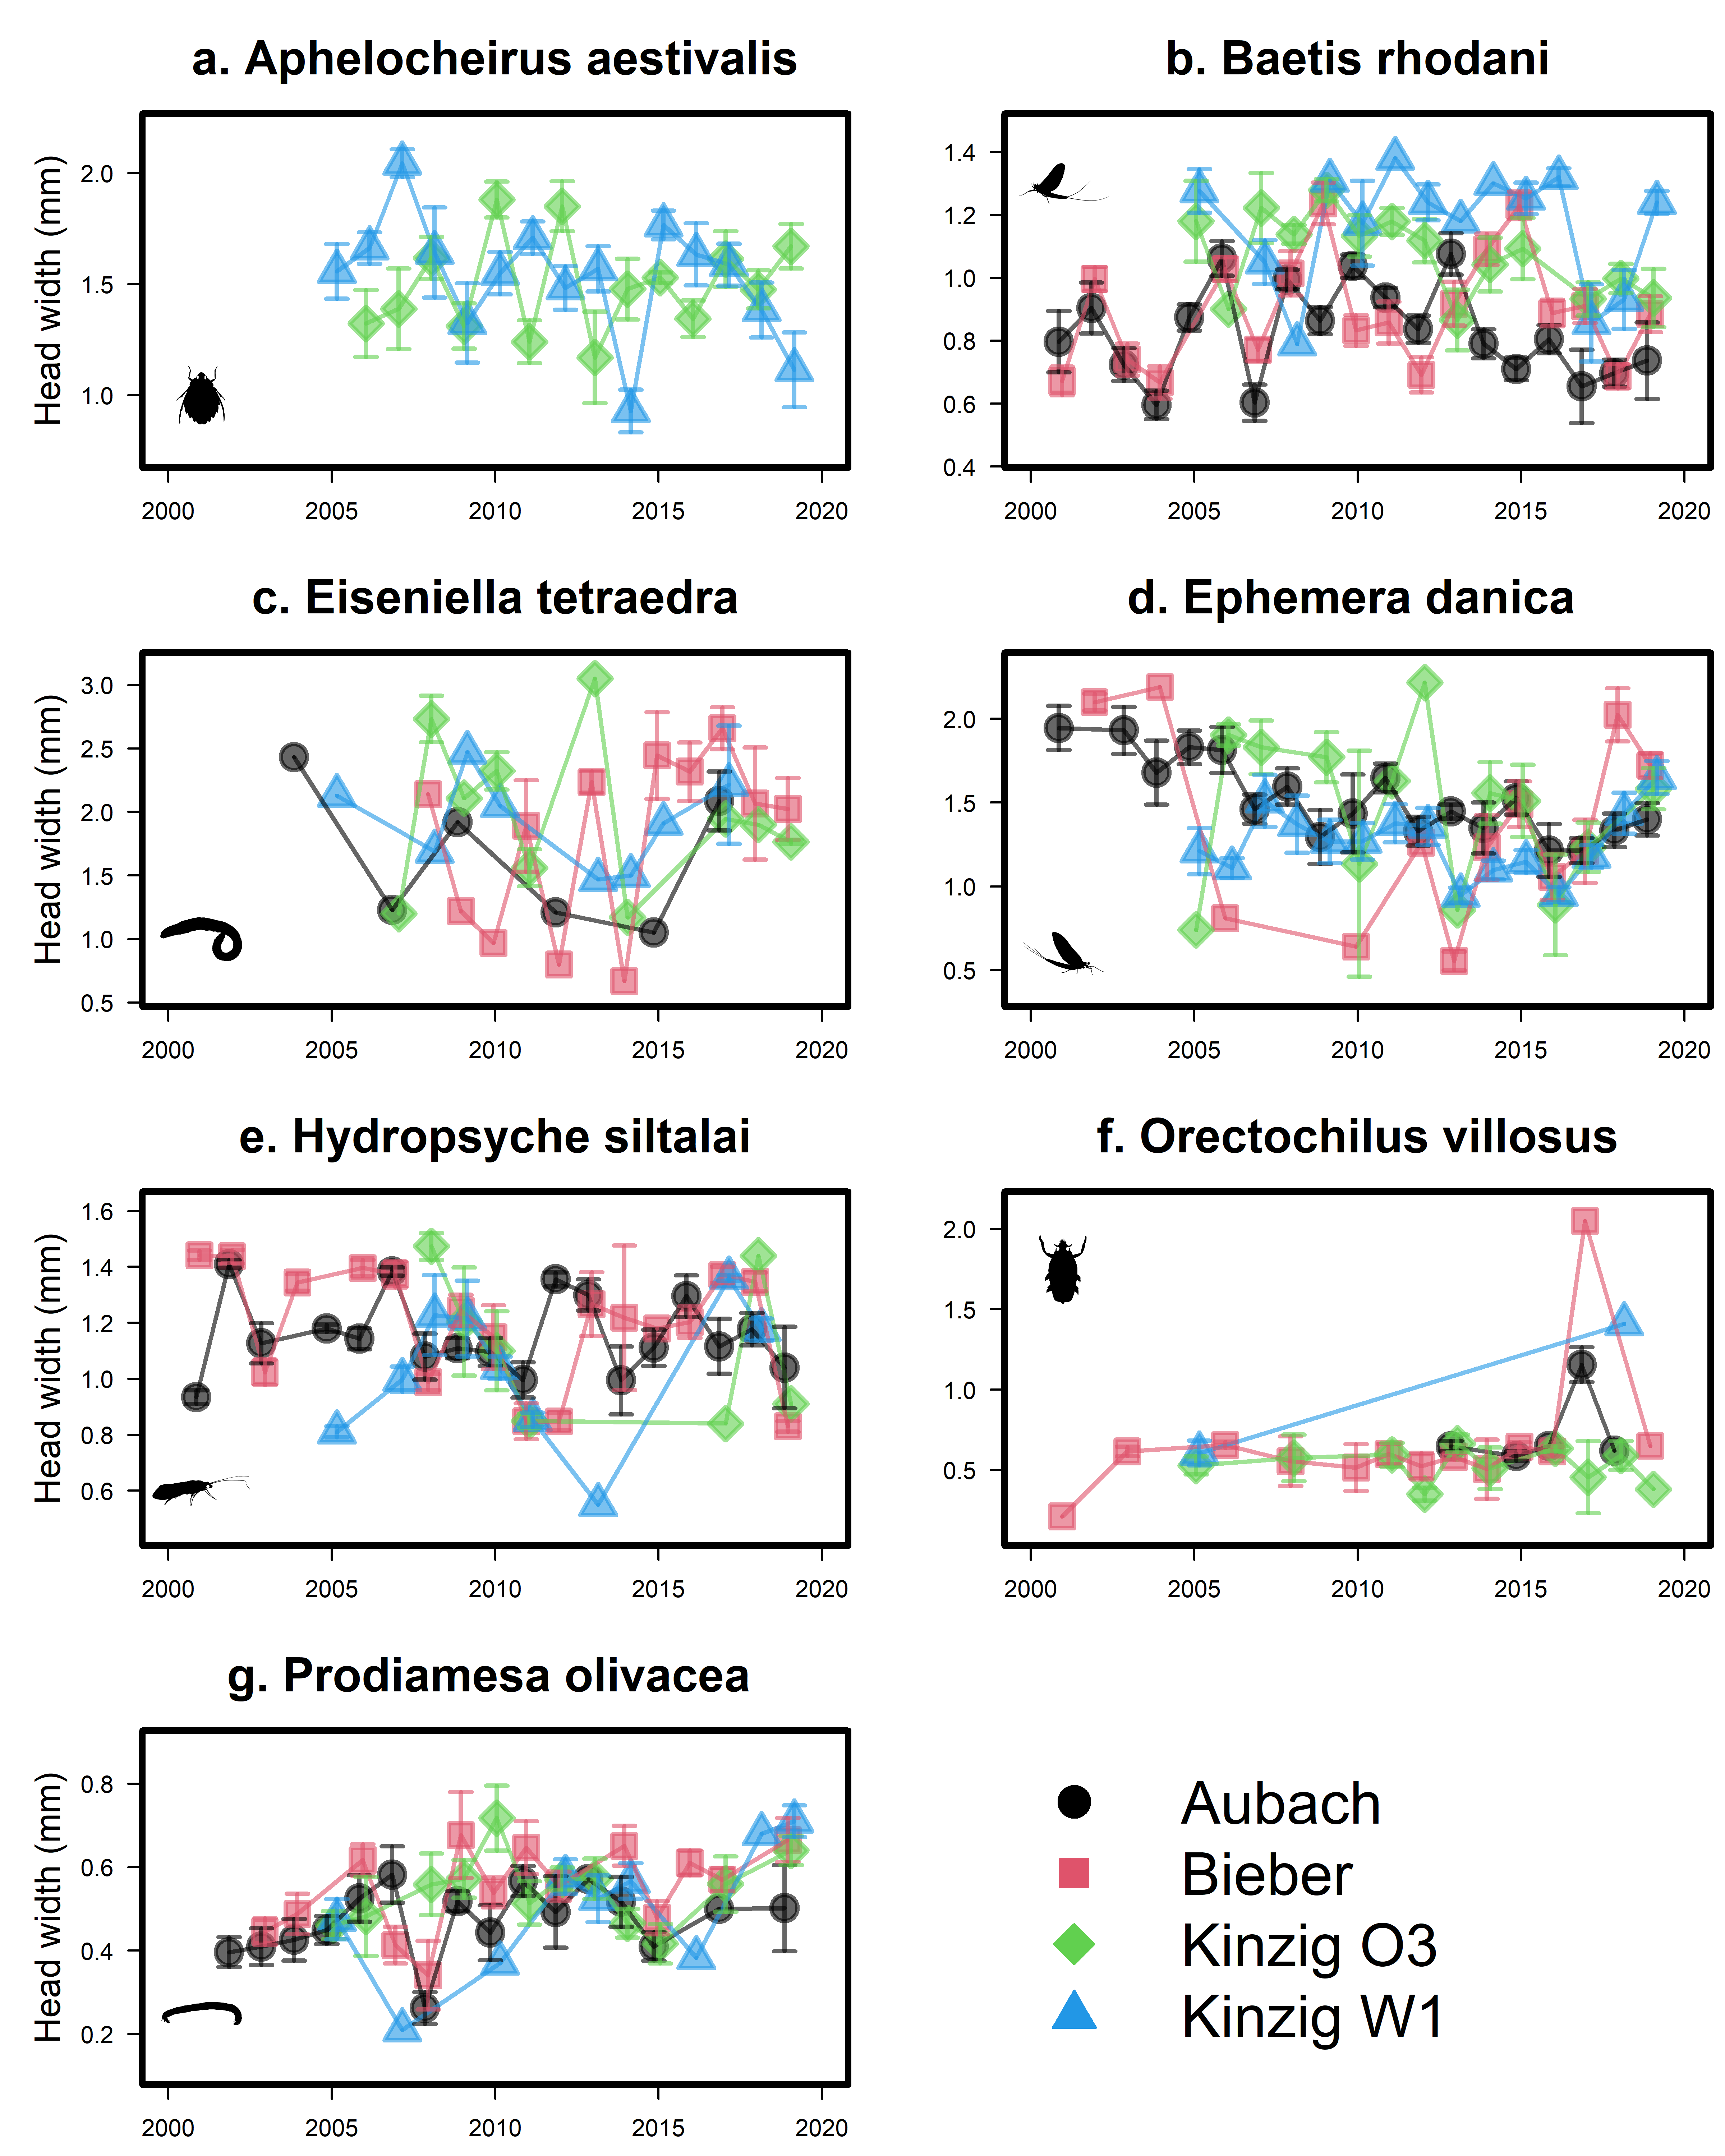 a. Aphelocheirus aestivalis
Head width (mm)
2.0
1.5
1.0
2000 2005 2010 2015 2020
b. Baetis rhodani
1.4
1.2
1.0
0.8
0.6
0.4
2000 2005 2010 2015 2020
c. Eiseniella tetraedra
Head width (mm)
3.0
2.5
2.0
1.5
1.0
0.5
2000 2005 2010 2015 2020
d. Ephemera danica
2.0
1.5
1.0
0.5
2000 2005 2010 2015 2020
e. Hydropsyche siltalai
Head width (mm)
1.6
1.4
1.2
1.0
0.8
0.6
2000 2005 2010 2015 2020
f. Orectochilus villosus
2.0
1.5
1.0
0.5
2000 2005 2010 2015 2020
g. Prodiamesa olivacea
Head width (mm)
0.8
0.6
0.4
0.2
2000 2005 2010 2015 2020
Aubach
Bieber
Kinzig O3
Kinzig W1